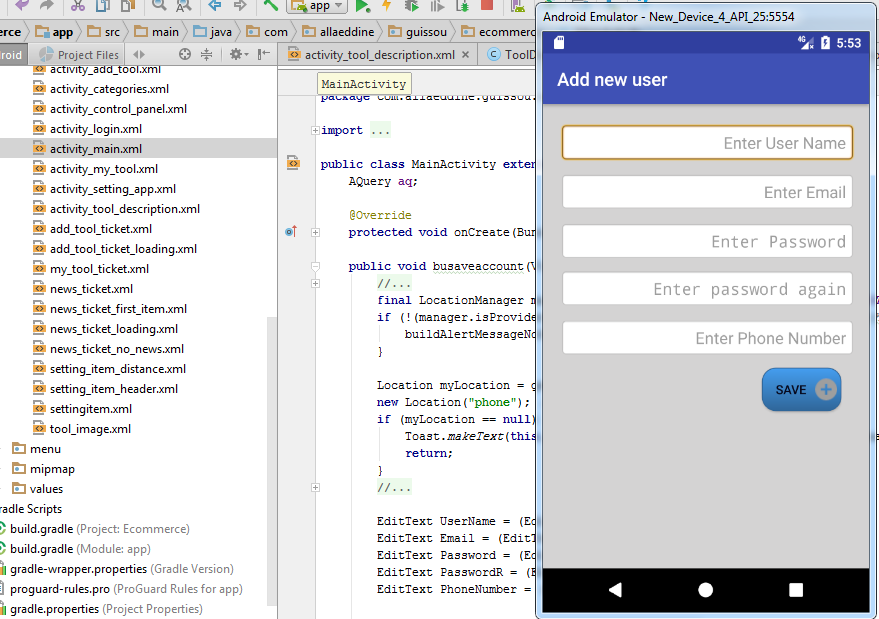 app
erce app src main java com allaeddine guissou ecommerc
roid Project Files
activity_tool_description.xml ToolD
MainActivity
activity_add_tool.xml
activity_categories.xml
activity_control_panel.xml
activity_login.xml
activity_main.xml
activity_my_tool.xml
activity_setting_app.xml
activity_tool_description.xml
add_tool_ticket.xml
add_tool_ticket_loading.xml
my_tool_ticket.xml
news_ticket.xml
news_ticket_first_item.xml
news_ticket_loading.xml
news_ticket_no_news.xml
setting_item_distance.xml
setting_item_header.xml
settingitem.xml
tool_image.xml
menu
mipmap
values
radle Scripts
build.gradle (Project: Ecommerce)
build.gradle (Module: app)
gradle-wrapper.properties (Gradle Version)
proguard-rules.pro (ProGuard Rules for app)
gradle.properties (Project Properties)
package com.allaeddine.guissou.
import ...
public class MainActivity exten
AQuery aq;
@Override
protected void onCreate(Bun
public void busaveaccount(V
//...
final LocationManager m
if (!(manager.isProvide
buildAlertMessageNo
}
Location myLocation = g
new Location("phone");
if (myLocation == null)
Toast.makeText(this
return;
}
//...
EditText UserName = (Ed
EditText Email = (EditT
EditText Password = (Ed
EditText PasswordR = (E
EditText PhoneNumber =
Android Emulator - New_Device_4_API_25:5554
4G 5:53
Add new user
Enter User Name
Enter Email
Enter Password
Enter password again
Enter Phone Number
SAVE